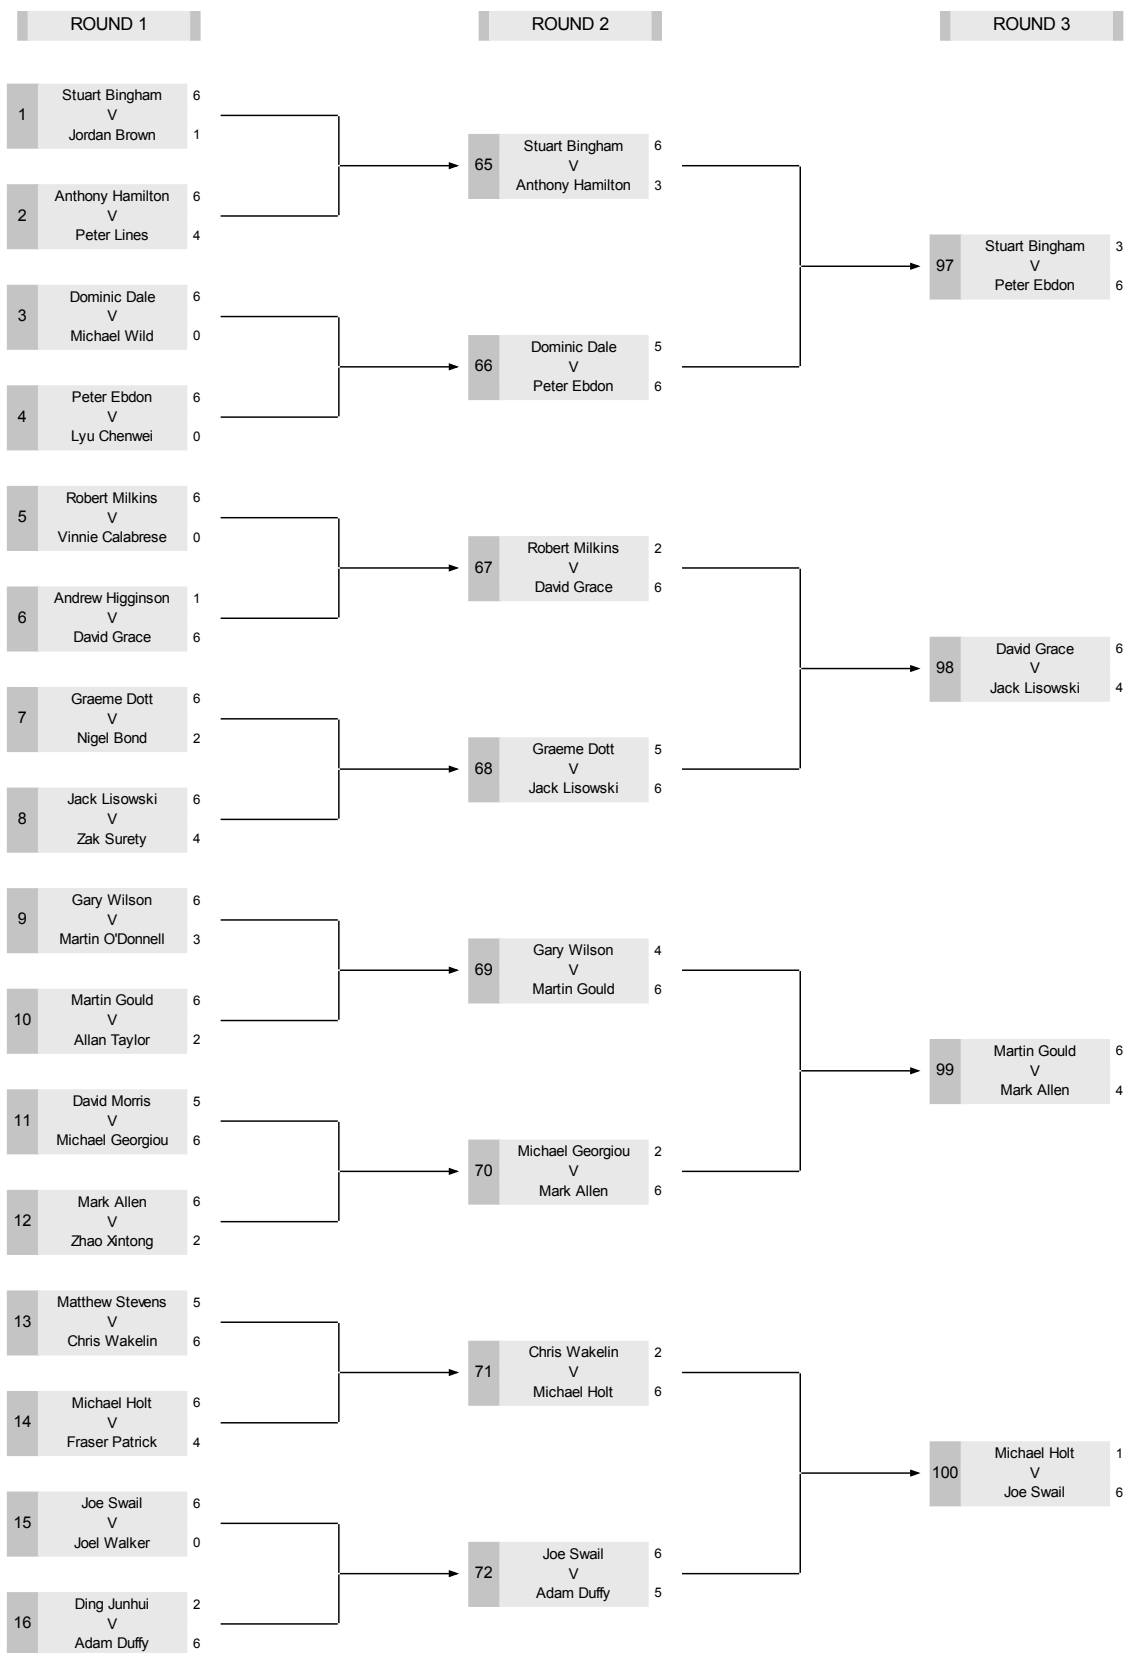 ROUND 1
ROUND 2
ROUND 3
1
Stuart Bingham 6
V
Jordan Brown 1
2
Anthony Hamilton 6
V
Peter Lines 4
3
Dominic Dale 6
V
Michael Wild 0
4
Peter Ebdon 6
V
Lyu Chenwei 0
5
Robert Milkins 6
V
Vinnie Calabrese 0
6
Andrew Higginson 1
V
David Grace 6
7
Graeme Dott 6
V
Nigel Bond 2
8
Jack Lisowski 6
V
Zak Surety 4
9
Gary Wilson 6
V
Martin O'Donnell 3
10
Martin Gould 6
V
Allan Taylor 2
11
David Morris 5
V
Michael Georgiou 6
12
Mark Allen 6
V
Zhao Xintong 2
13
Matthew Stevens 5
V
Chris Wakelin 6
14
Michael Holt 6
V
Fraser Patrick 4
15
Joe Swail 6
V
Joel Walker 0
16
Ding Junhui 2
V
Adam Duffy 6
65
Stuart Bingham 6
V
Anthony Hamilton 3
66
Dominic Dale 5
V
Peter Ebdon 6
67
Robert Milkins 2
V
David Grace 6
68
Graeme Dott 5
V
Jack Lisowski 6
69
Gary Wilson 4
V
Martin Gould 6
70
Michael Georgiou 2
V
Mark Allen 6
71
Chris Wakelin 2
V
Michael Holt 6
72
Joe Swail 6
V
Adam Duffy 5
97
Stuart Bingham 3
V
Peter Ebdon 6
98
David Grace 6
V
Jack Lisowski 4
99
Martin Gould 6
V
Mark Allen 4
100
Michael Holt 1
V
Joe Swail 6